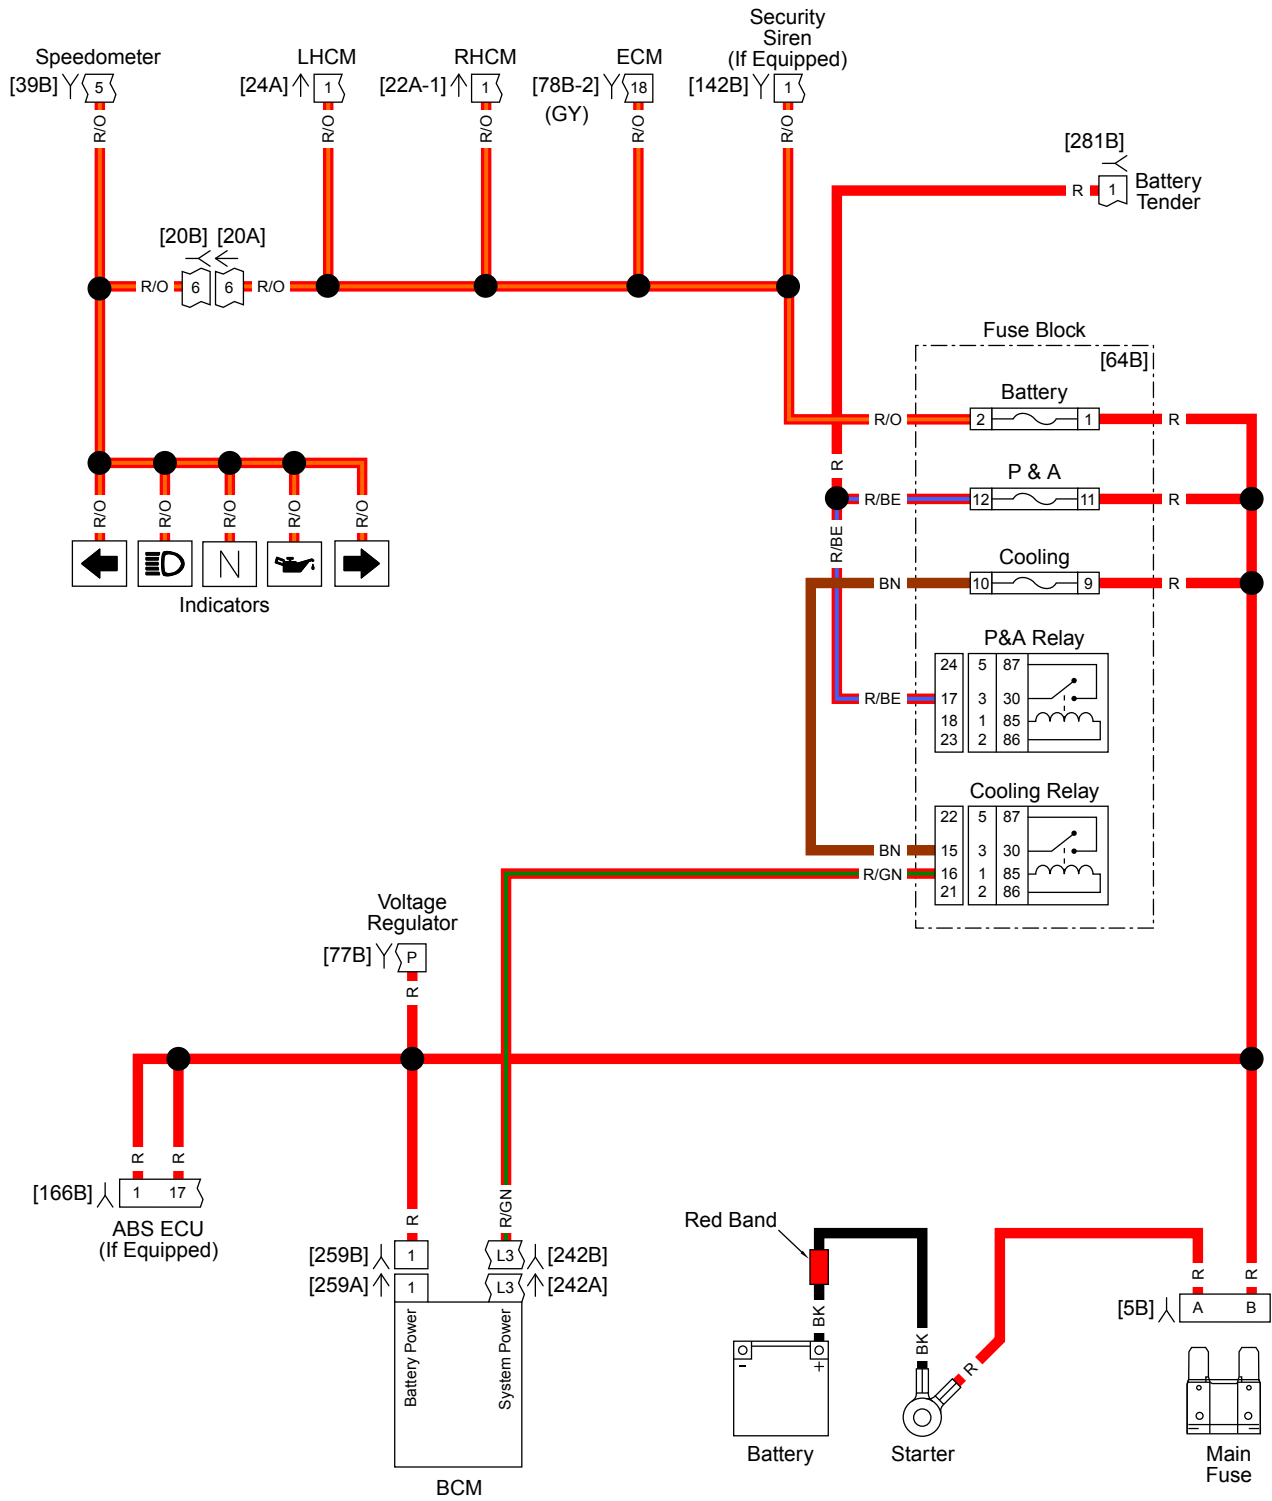 Speedometer
[39B]
5
R/O
LHCM
[24A]
1
R/O
RHCM
[22A-1]
1
R/O
ECM
[78B-2]
(GY)
18
R/O
Security
Siren
(If Equipped)
[142B]
1
R/O
[281B]
R
1
Battery
Tender
[20B] [20A]
R/O
6
6
R/O
Fuse Block
[64B]
Battery
R/O
2
1
R
R
P & A
R/BE
12
11
R
R/BE
Cooling
BN
10
9
R
R/O
R/O
R/O
R/O
R/O
N
Indicators
P&A Relay
24 5 87
R/BE
17 3 30
18 1 85
23 2 86
Cooling Relay
22 5 87
BN
15 3 30
R/GN
16 1 85
21 2 86
Voltage
Regulator
[77B]
P
R
R
R
[166B]
1
17
ABS ECU
(If Equipped)
R
R/GN
[259B]
1
L3
[242B]
[259A]
1
L3
[242A]
Battery Power
System Power
BCM
Red Band
BK
BK
R
R
R
-
+
Battery
Starter
[5B]
A
B
Main
Fuse